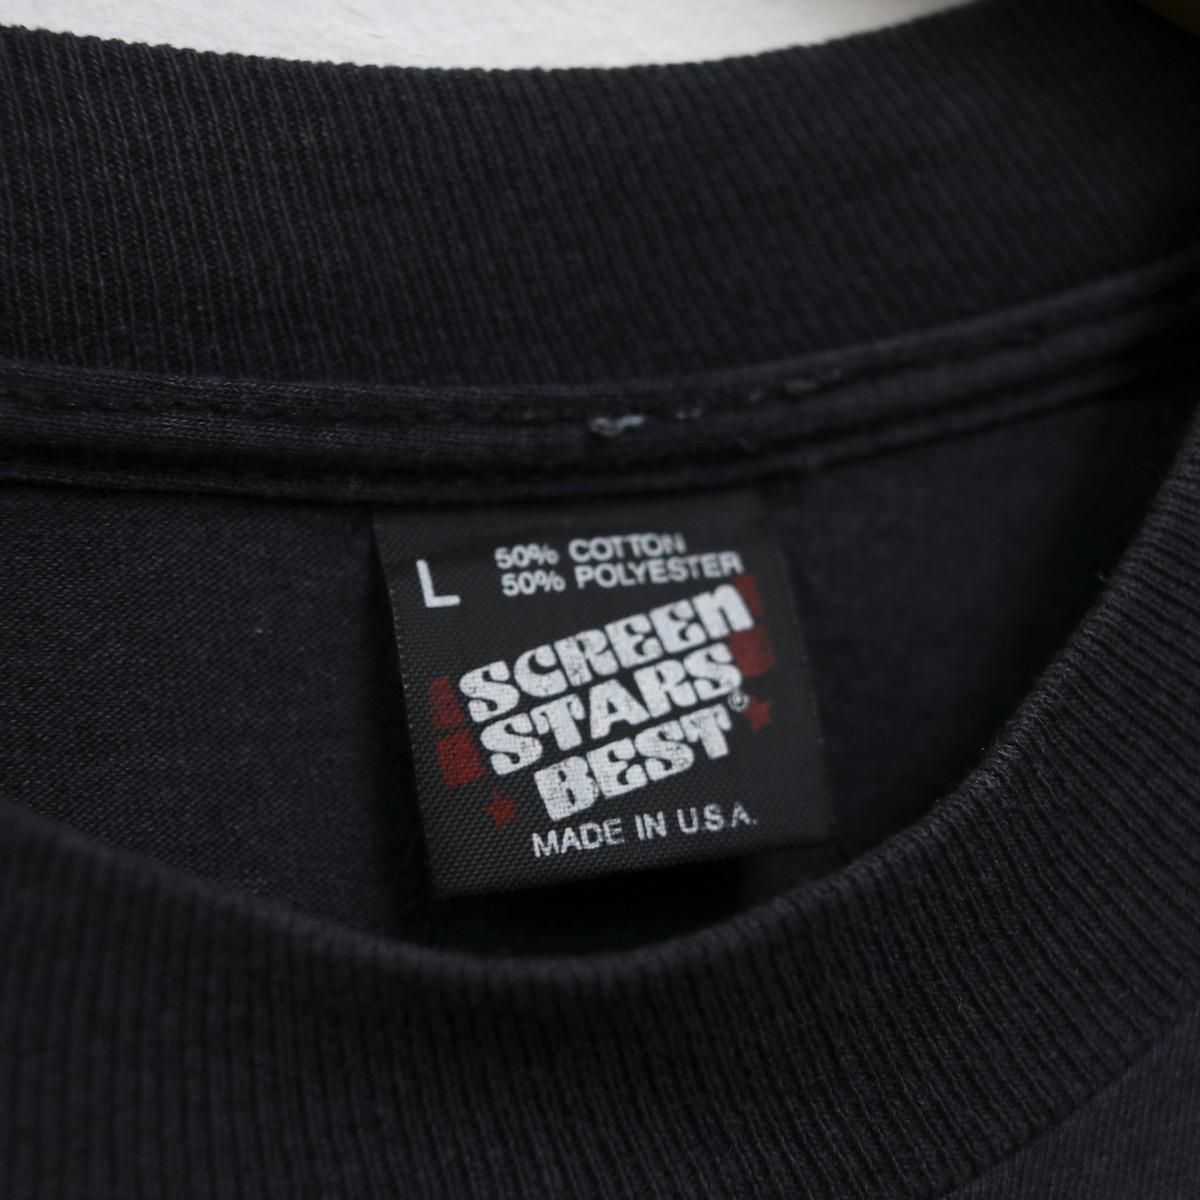 L
50% COTTON
50% POLYESTER
SCREEN
STARS
BEST®
MADE IN U.S.A.